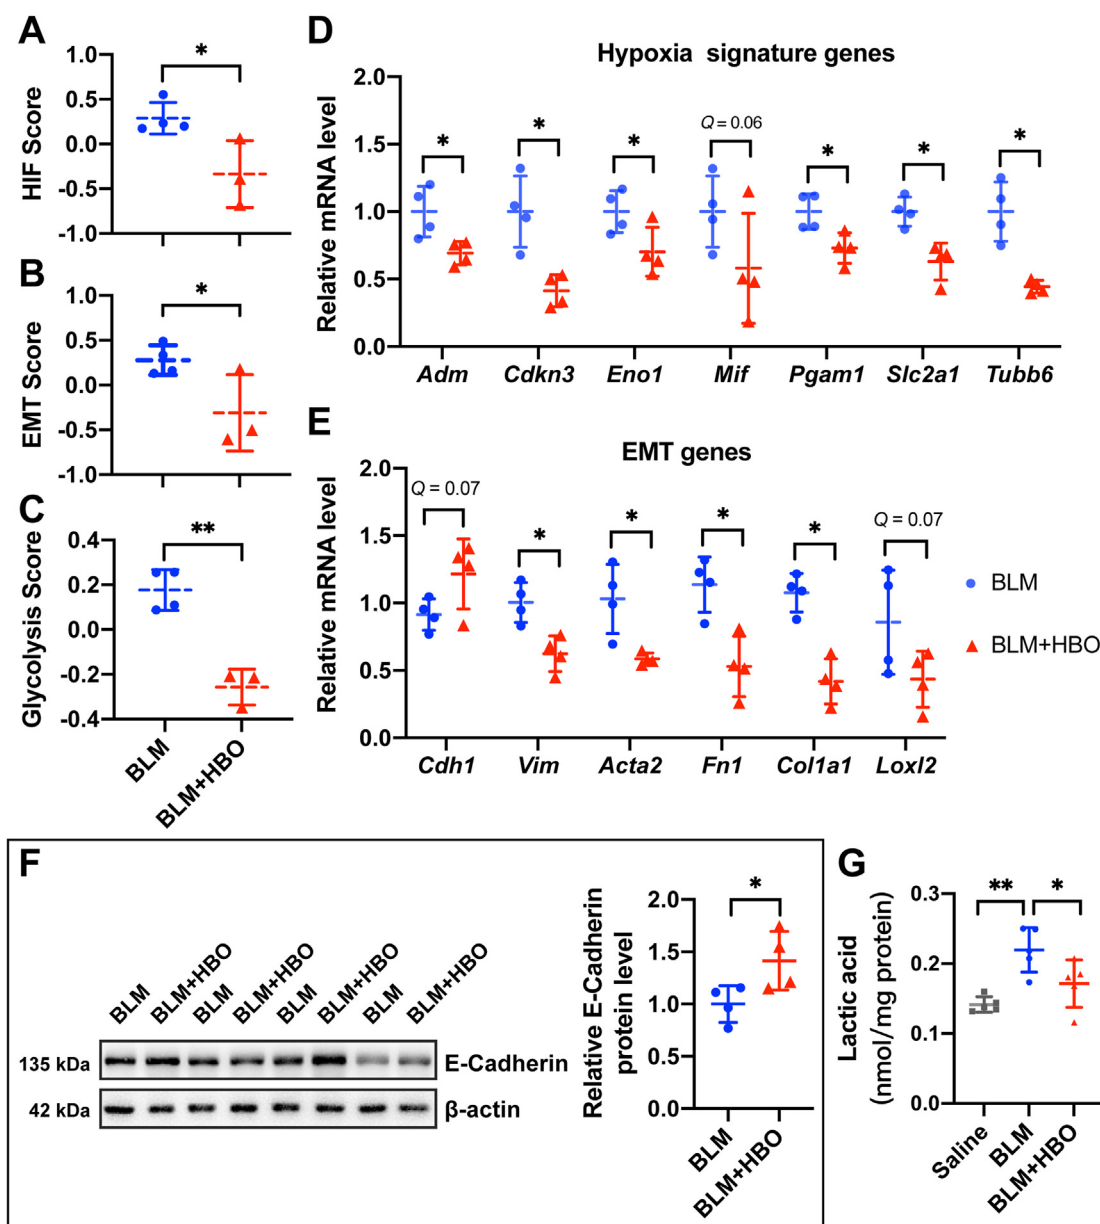 A
HIF Score
1.0
0.5
0.0
-0.5
-1.0
*
B
EMT Score
1.0
0.5
0.0
-0.5
-1.0
*
C
Glycolysis Score
0.4
0.2
0.0
-0.2
-0.4
**
BLM
BLM+HBO
D
Hypoxia signature genes
Relative mRNA level
2.0
1.5
1.0
0.5
0.0
*
*
*
Q = 0.06
*
*
*
Adm
Cdkn3
Eno1
Mif
Pgam1
Slc2a1
Tubb6
E
EMT genes
Relative mRNA level
2.0
1.5
1.0
0.5
0.0
Q = 0.07
*
*
*
*
Q = 0.07
Cdh1
Vim
Acta2
Fn1
Col1a1
Loxl2
BLM
BLM+HBO
F
BLM
BLM+HBO
BLM
BLM+HBO
BLM
BLM+HBO
BLM
BLM+HBO
135 kDa
E-Cadherin
42 kDa
β-actin
Relative E-Cadherin
protein level
2.0
1.5
1.0
0.5
0.0
*
BLM
BLM+HBO
G
Lactic acid
(nmol/mg protein)
0.3
0.2
0.1
0.0
**
*
Saline
BLM
BLM+HBO